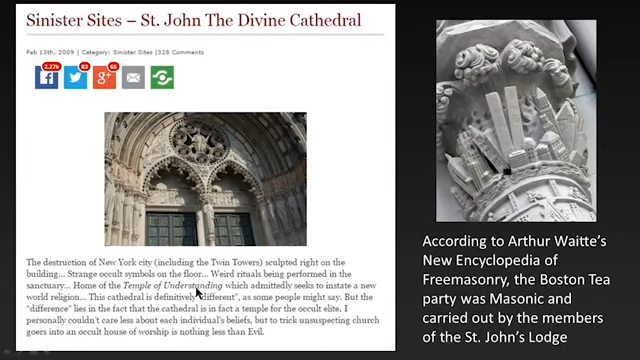 Sinister Sites – St. John The Divine Cathedral
Feb 13th, 2009 | Category: Sinister Sites |328 Comments
2.27k
83
65
The destruction of New York city (including the Twin Towers) sculpted right on the
building... Strange occult symbols on the floor... Weird rituals being performed in the
sanctuary... Home of the Temple of Understanding which admittedly seeks to instate a new
world religion... This cathedral is definitively "different", as some people might say. But the
"difference" lies in the fact that the cathedral is in fact a temple for the occult elite. I
personally couldn't care less about each individual's beliefs, but to trick unsuspecting church
goers into an occult house of worship is nothing less than Evil.
According to Arthur Waitte's
New Encyclopedia of
Freemasonry, the Boston Tea
party was Masonic and
carried out by the members
of the St. John's Lodge